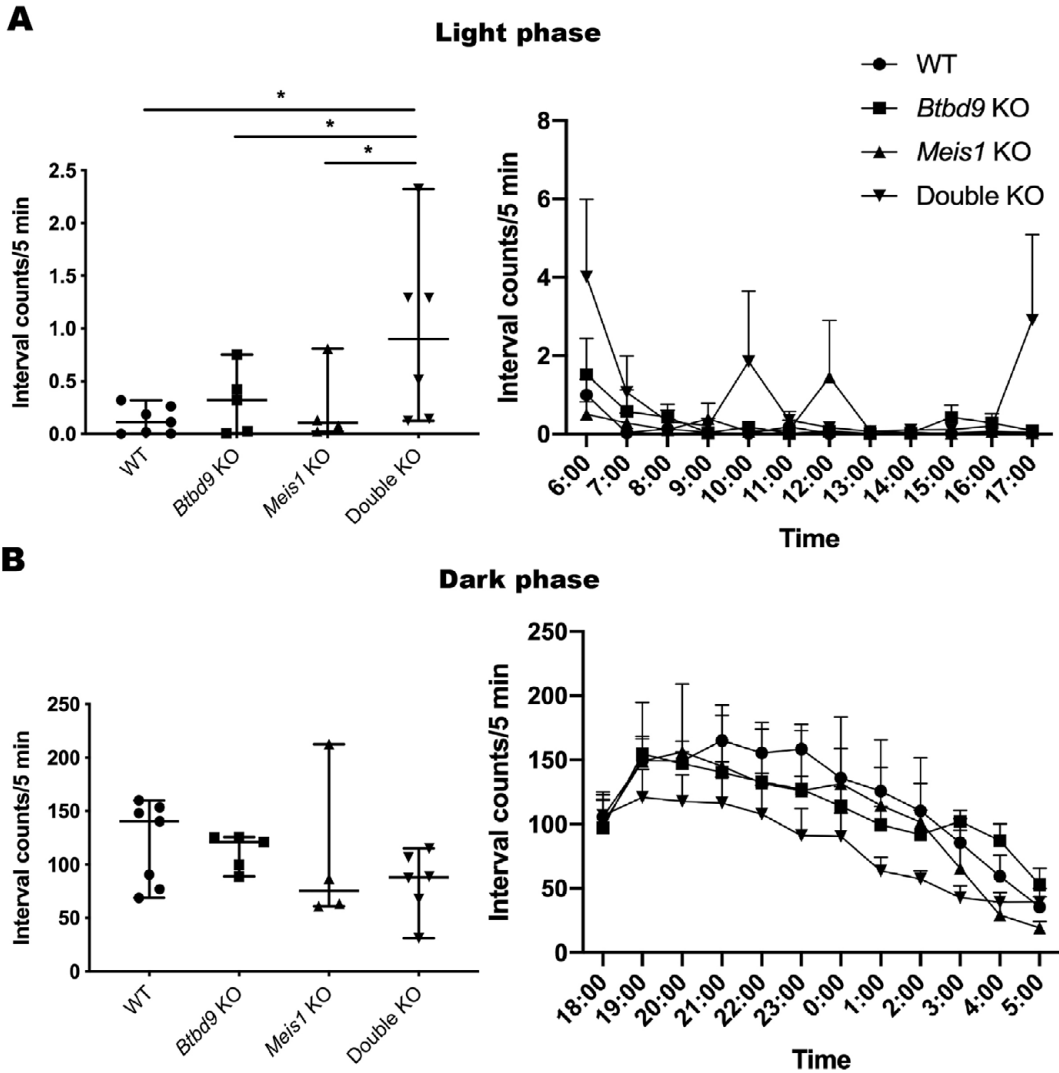 A
Light phase
WT
Btbd9 KO
Meis1 KO
Double KO
*
*
*
Interval counts/5 min
2.5
2.0
1.5
1.0
0.5
0.0
WT
Btbd9 KO
Meis1 KO
Double KO
Interval counts/5 min
8
6
4
2
0
6:00
7:00
8:00
9:00
10:00
11:00
12:00
13:00
14:00
15:00
16:00
17:00
Time
B
Dark phase
Interval counts/5 min
250
200
150
100
50
0
WT
Btbd9 KO
Meis1 KO
Double KO
Interval counts/5 min
250
200
150
100
50
0
18:00
19:00
20:00
21:00
22:00
23:00
0:00
1:00
2:00
3:00
4:00
5:00
Time